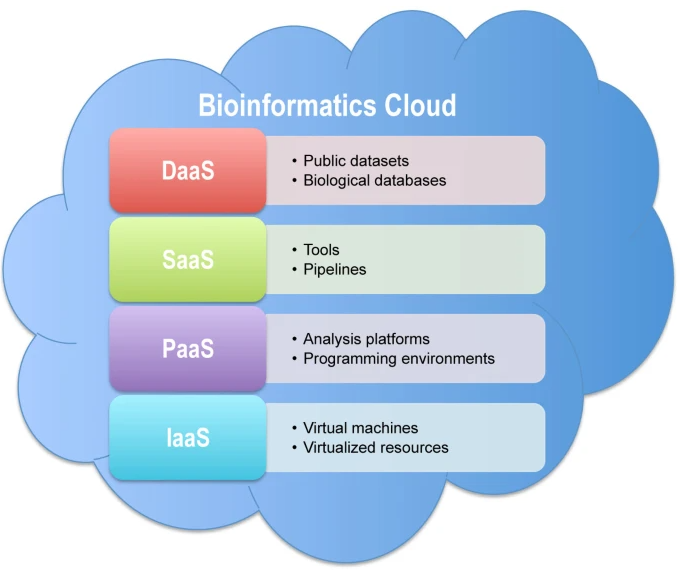 Bioinformatics Cloud
DaaS
• Public datasets
• Biological databases
SaaS
• Tools
• Pipelines
PaaS
• Analysis platforms
• Programming environments
IaaS
• Virtual machines
• Virtualized resources